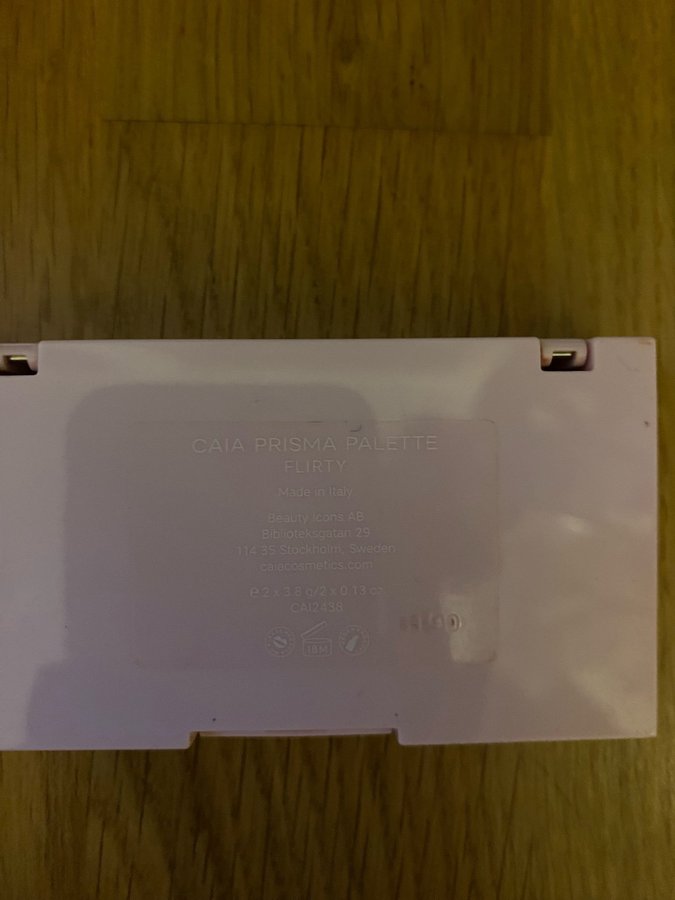 CAIA PRISMA PALETTE
FLIRTY
Made in Italy
Beauty Icons AB
Biblioteksgatan 29
114 35 Stockholm, Sweden
caiacosmetics.com
℮ 2 x 3.8 g/2 x 0.13 oz
CAI2438
18M